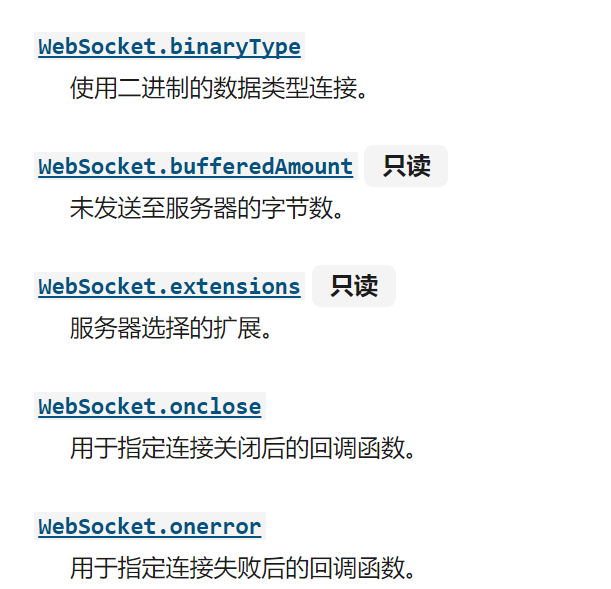 WebSocket.binaryType
使用二进制的数据类型连接。
WebSocket.bufferedAmount 只读
未发送至服务器的字节数。
WebSocket.extensions 只读
服务器选择的扩展。
WebSocket.onclose
用于指定连接关闭后的回调函数。
WebSocket.onerror
用于指定连接失败后的回调函数。